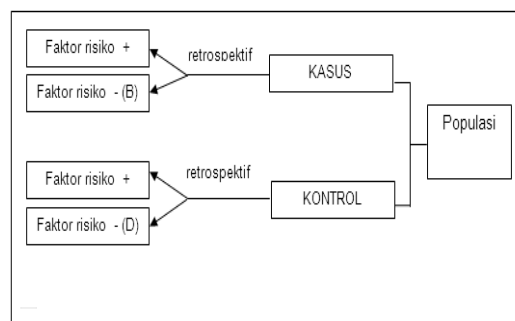 Faktor risiko +
retrospektif
Faktor risiko - (B)
KASUS
Populasi
Faktor risiko +
retrospektif
Faktor risiko - (D)
KONTROL